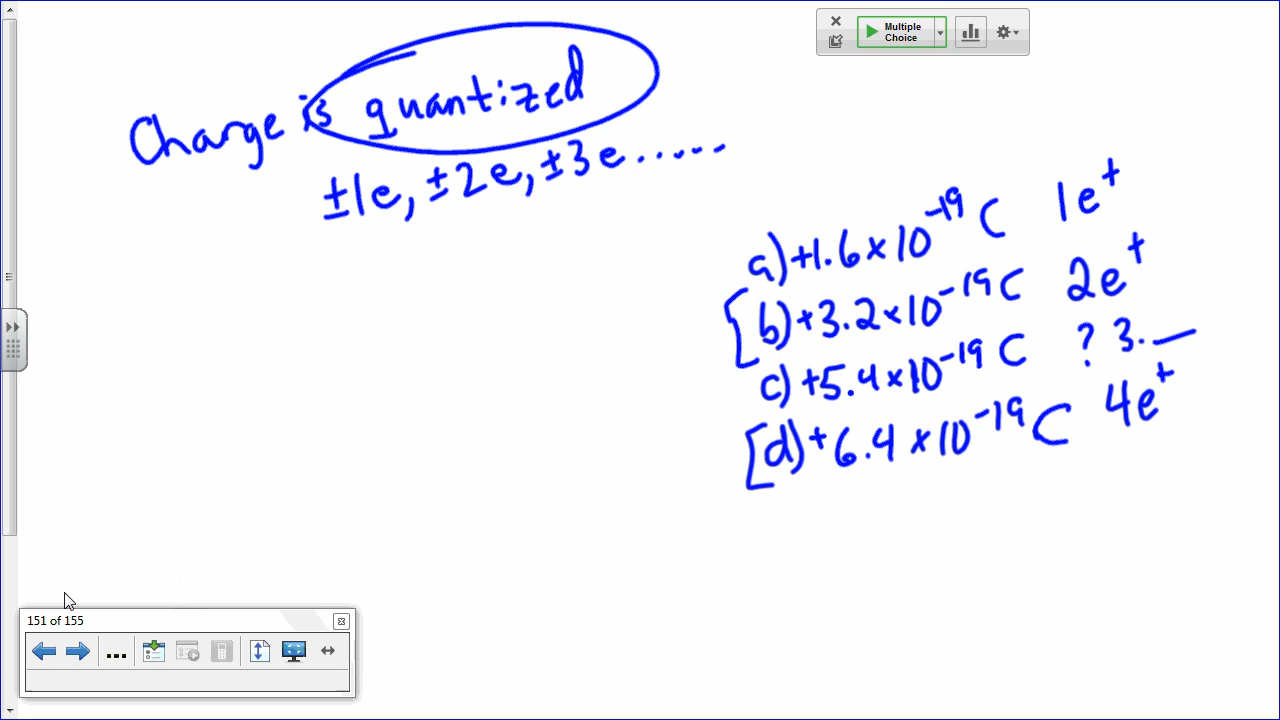 Multiple
Choice
Charge is quantized
±1e, ±2e, ±3e.....
a) +1.6 × 10⁻¹⁹ C 1e⁺
[b) +3.2 × 10⁻¹⁹ C 2e⁺
c) +5.4 × 10⁻¹⁹ C ? 3._
[d) +6.4 × 10⁻¹⁹ C 4e⁺
151 of 155